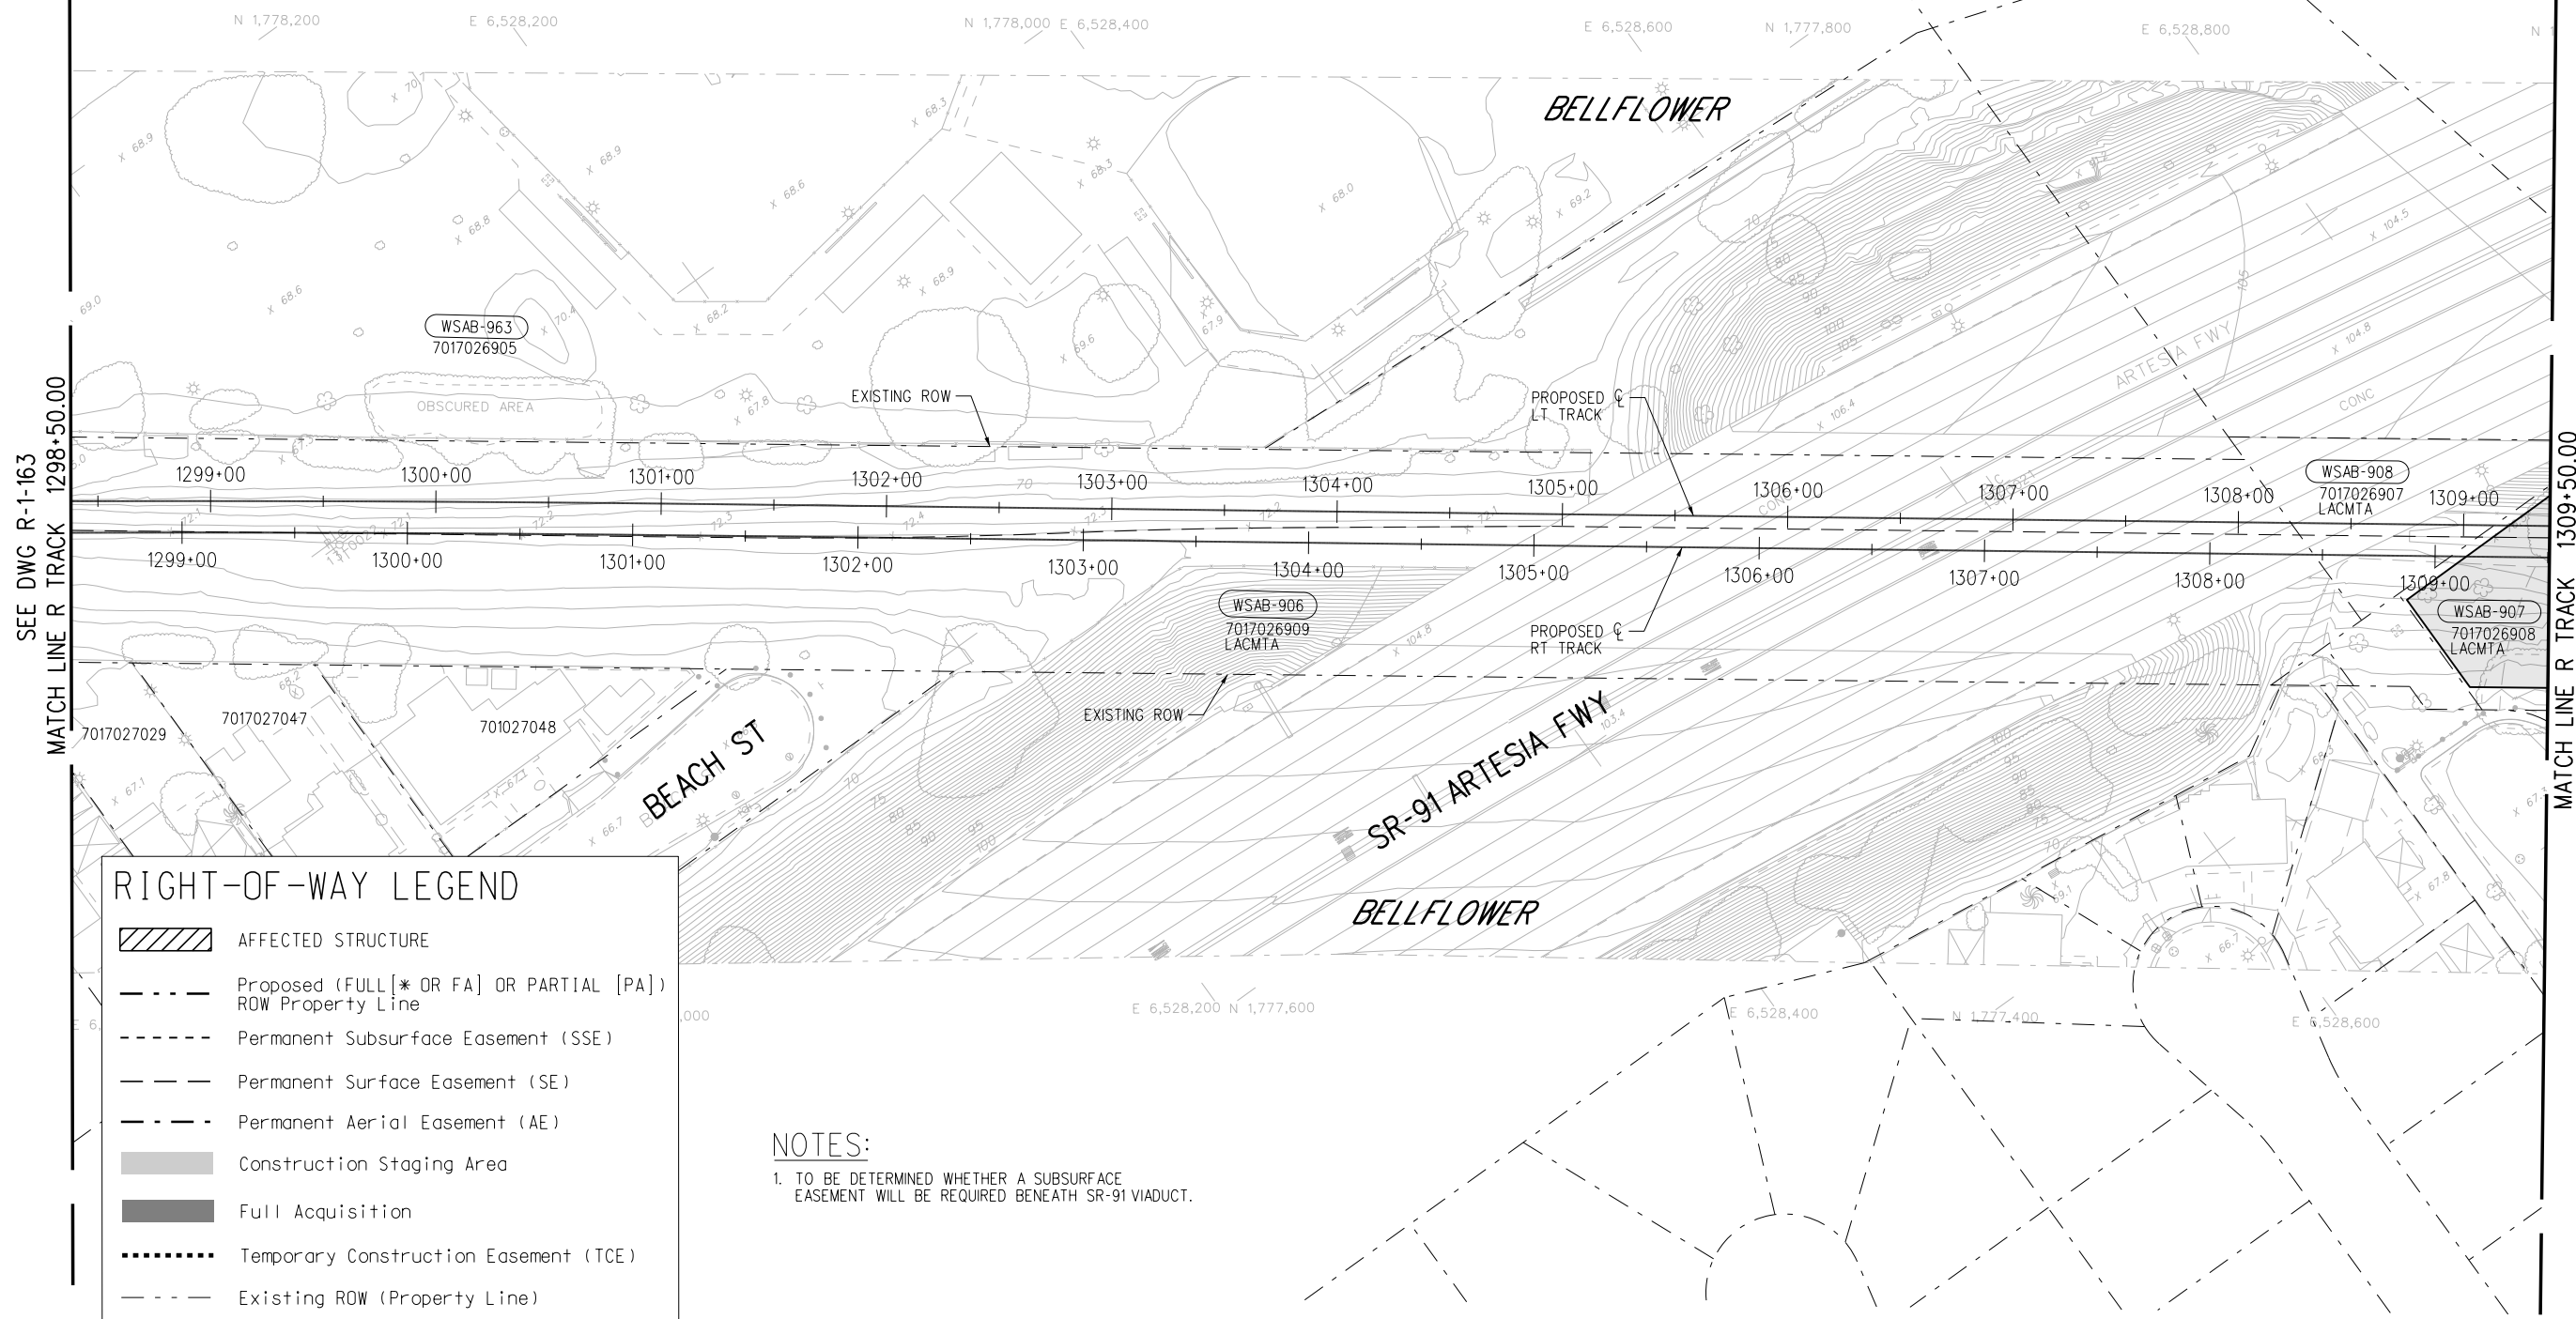 N 1,778,200
E 6,528,200
N 1,778,000 E 6,528,400
E 6,528,600
N 1,777,800
E 6,528,800
BELLFLOWER
WSAB-963
7017026905
EXISTING ROW
OBSCURED AREA
PROPOSED ℄
LT TRACK
ARTESIA FWY
CONC
SEE DWG R-1-163
MATCH LINE R TRACK 1298+50.00
MATCH LINE R TRACK 1309+50.00
1299+00
1300+00
1301+00
1302+00
1303+00
1304+00
1305+00
1306+00
1307+00
1308+00
1309+00
WSAB-908
7017026907
LACMTA
1299+00
1300+00
1301+00
1302+00
1303+00
1304+00
1305+00
1306+00
1307+00
1308+00
1309+00
WSAB-906
7017026909
LACMTA
PROPOSED ℄
RT TRACK
WSAB-907
7017026908
LACMTA
EXISTING ROW
7017027029
7017027047
701027048
BEACH ST
SR-91 ARTESIA FWY
BELLFLOWER
E 6,528,200 N 1,777,600
E 6,528,400
N 1,777,400
E 6,528,600
RIGHT-OF-WAY LEGEND
AFFECTED STRUCTURE
Proposed (FULL[* OR FA] OR PARTIAL [PA])
ROW Property Line
Permanent Subsurface Easement (SSE)
Permanent Surface Easement (SE)
Permanent Aerial Easement (AE)
Construction Staging Area
Full Acquisition
Temporary Construction Easement (TCE)
Existing ROW (Property Line)
NOTES:
1. TO BE DETERMINED WHETHER A SUBSURFACE
EASEMENT WILL BE REQUIRED BENEATH SR-91 VIADUCT.